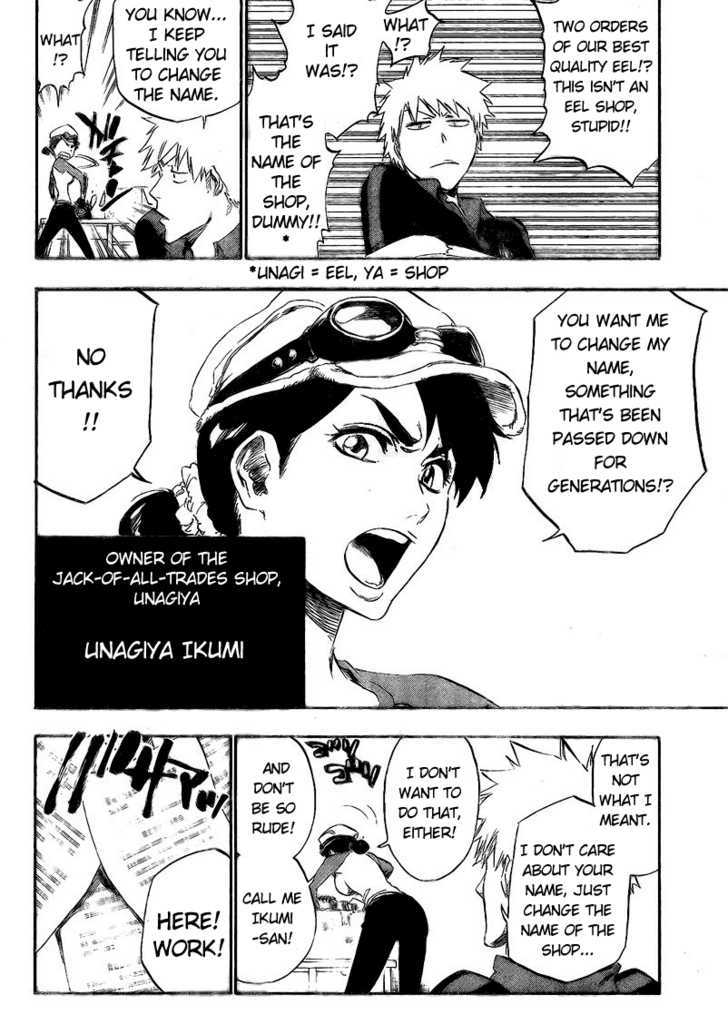 TWO ORDERS
OF OUR BEST
QUALITY EEL!?
THIS ISN'T AN
EEL SHOP,
STUPID!!
WHAT
!?
I SAID
IT
WAS!?
THAT'S
THE
NAME OF
THE
SHOP,
DUMMY!!
*
YOU KNOW...
I KEEP
TELLING YOU
TO CHANGE
THE NAME.
WHAT
!?
*UNAGI = EEL, YA = SHOP
YOU WANT ME
TO CHANGE MY
NAME,
SOMETHING
THAT'S BEEN
PASSED DOWN
FOR
GENERATIONS!?
NO
THANKS
!!
OWNER OF THE
JACK-OF-ALL-TRADES SHOP,
UNAGIYA
UNAGIYA IKUMI
THAT'S
NOT
WHAT I
MEANT.
I DON'T CARE
ABOUT YOUR
NAME, JUST
CHANGE THE
NAME OF THE
SHOP...
I DON'T
WANT TO
DO THAT,
EITHER!
AND
DON'T
BE SO
RUDE!
CALL ME
IKUMI
-SAN!
HERE!
WORK!